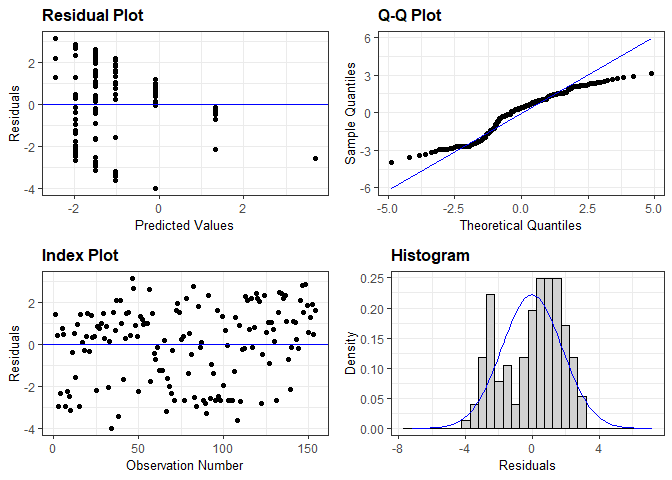 Residual Plot
Residuals
2
0
-2
-4
-2
0
2
Predicted Values
Q-Q Plot
Sample Quantiles
6
3
0
-3
-6
-5.0
-2.5
0.0
2.5
5.0
Theoretical Quantiles
Index Plot
Residuals
2
0
-2
-4
0
50
100
150
Observation Number
Histogram
Density
0.25
0.20
0.15
0.10
0.05
0.00
-8
-4
0
4
Residuals